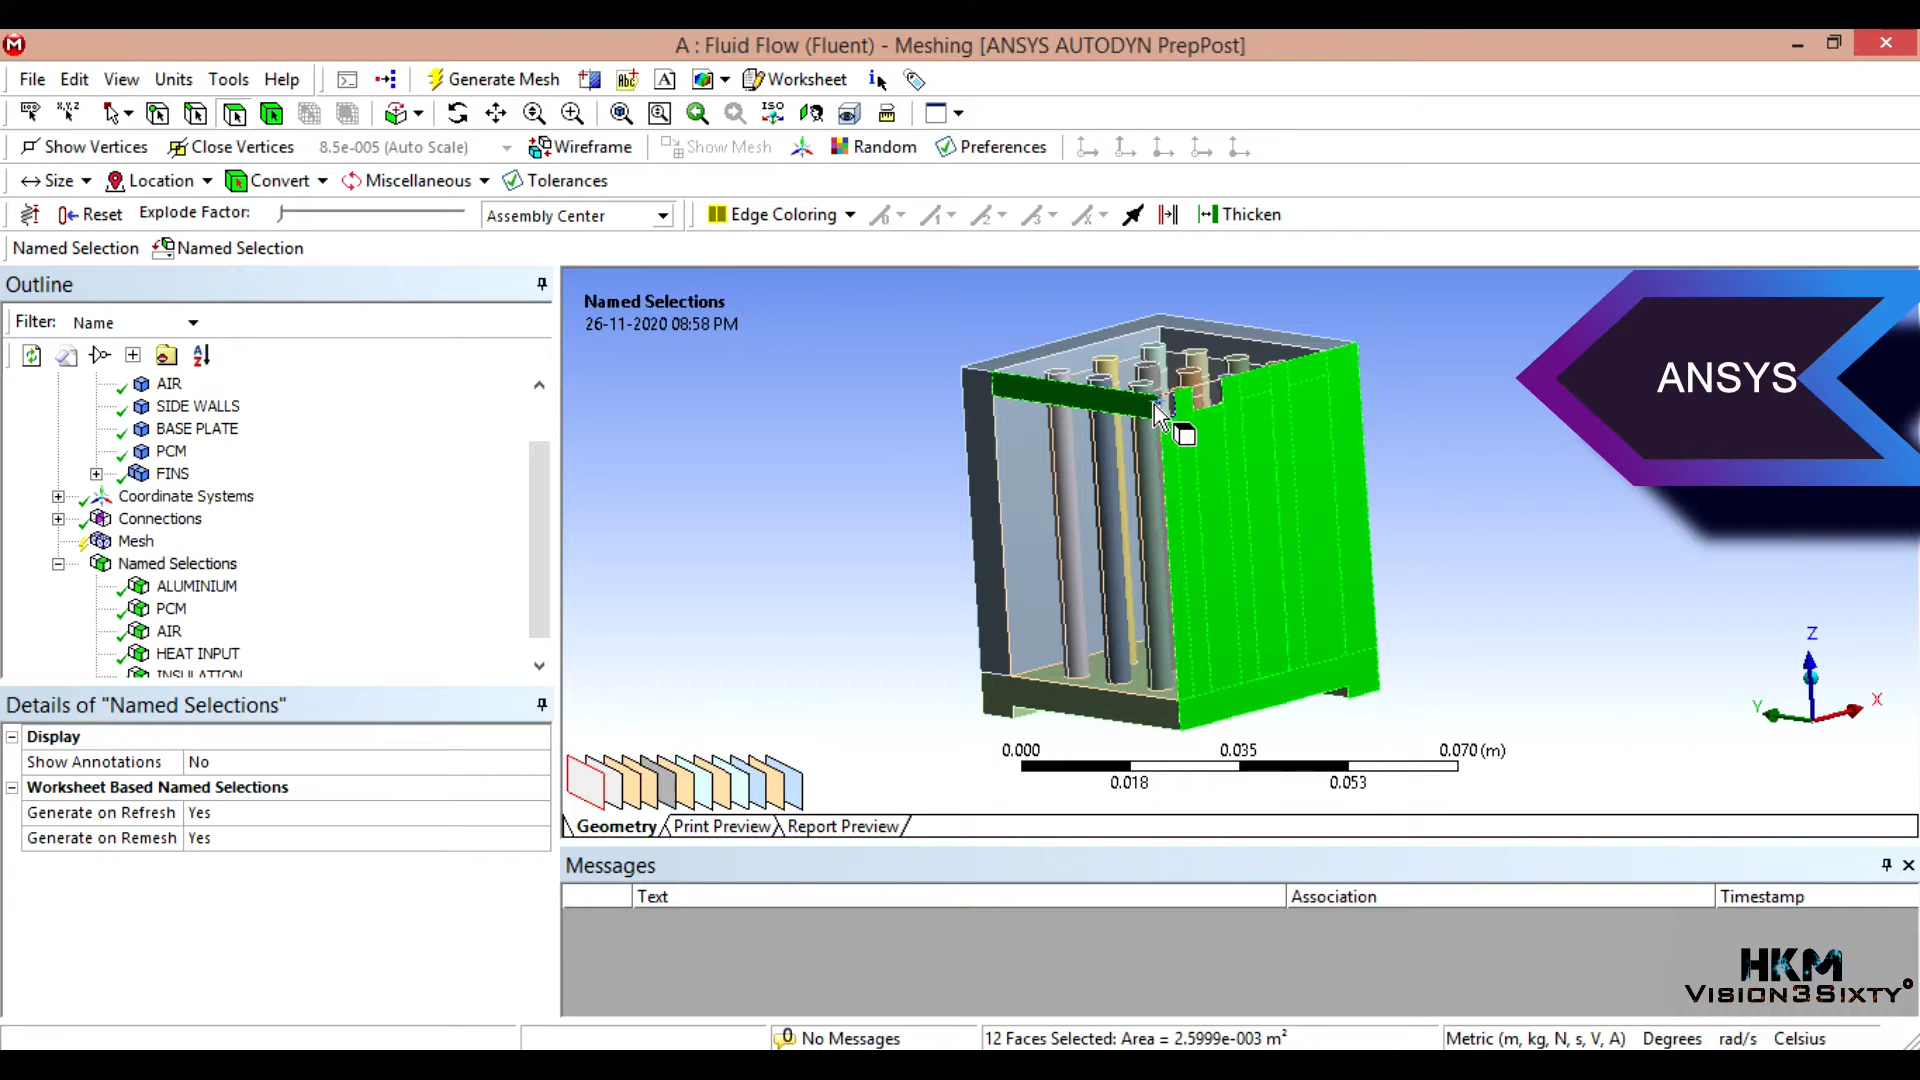 A : Fluid Flow (Fluent) - Meshing [ANSYS AUTODYN PrepPost]
File Edit View Units Tools Help Generate Mesh Worksheet
Show Vertices Close Vertices 8.5e-005 (Auto Scale) Wireframe Show Mesh Random Preferences
Size Location Convert Miscellaneous Tolerances
Reset Explode Factor: Assembly Center Edge Coloring Thicken
Named Selection Named Selection
Outline
Filter: Name
AIR
SIDE WALLS
BASE PLATE
PCM
FINS
Coordinate Systems
Connections
Mesh
Named Selections
ALUMINIUM
PCM
AIR
HEAT INPUT
INSULATION
Details of "Named Selections"
Display
Show Annotations No
Worksheet Based Named Selections
Generate on Refresh Yes
Generate on Remesh Yes
Named Selections
26-11-2020 08:58 PM
ANSYS
Z
Y
X
0.000 0.035 0.070 (m)
0.018 0.053
Geometry Print Preview Report Preview
Messages
Text Association Timestamp
HKM
VISION3SIXTY°
No Messages 12 Faces Selected: Area = 2.5999e-003 m² Metric (m, kg, N, s, V, A) Degrees rad/s Celsius